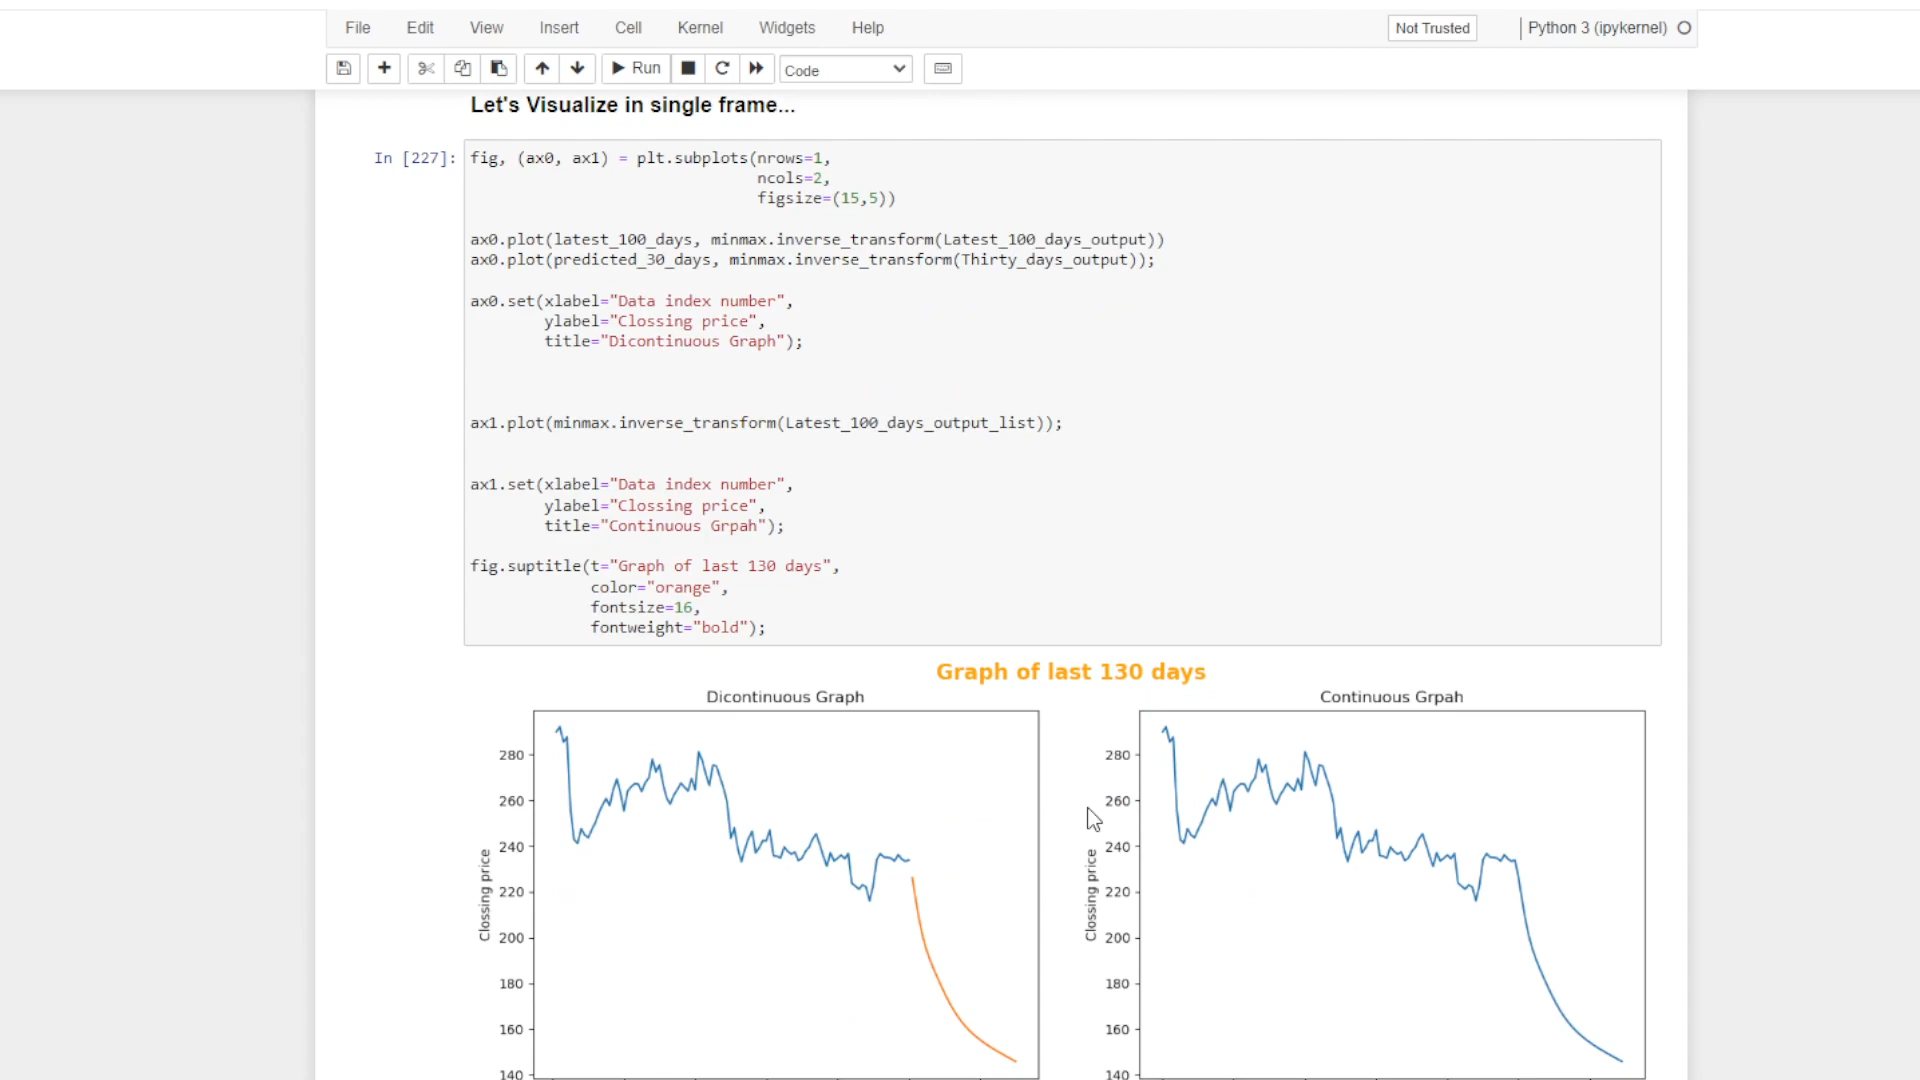 File Edit View Insert Cell Kernel Widgets Help Not Trusted Python 3 (ipykernel)
Run Code
Let's Visualize in single frame...
In [227]: fig, (ax0, ax1) = plt.subplots(nrows=1,
ncols=2,
figsize=(15,5))
ax0.plot(latest_100_days, minmax.inverse_transform(Latest_100_days_output))
ax0.plot(predicted_30_days, minmax.inverse_transform(Thirty_days_output));
ax0.set(xlabel="Data index number",
ylabel="Clossing price",
title="Dicontinuous Graph");
ax1.plot(minmax.inverse_transform(Latest_100_days_output_list));
ax1.set(xlabel="Data index number",
ylabel="Clossing price",
title="Continuous Grpah");
fig.suptitle(t="Graph of last 130 days",
color="orange",
fontsize=16,
fontweight="bold");
Graph of last 130 days
Dicontinuous Graph
Clossing price
280
260
240
220
200
180
160
140
Continuous Grpah
Clossing price
280
260
240
220
200
180
160
140